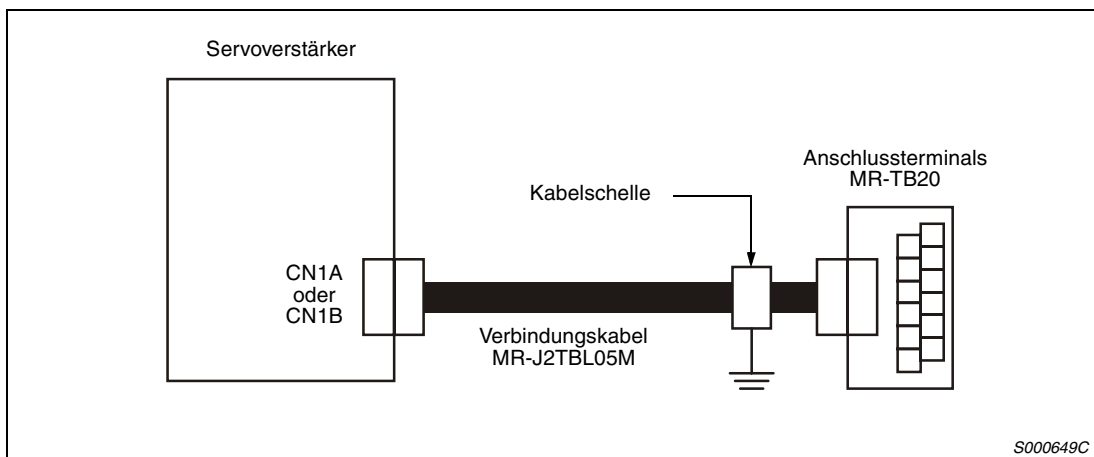 Servoverstärker
Anschlussterminals
MR-TB20
Kabelschelle
CN1A
oder
CN1B
Verbindungskabel
MR-J2TBL05M
S000649C